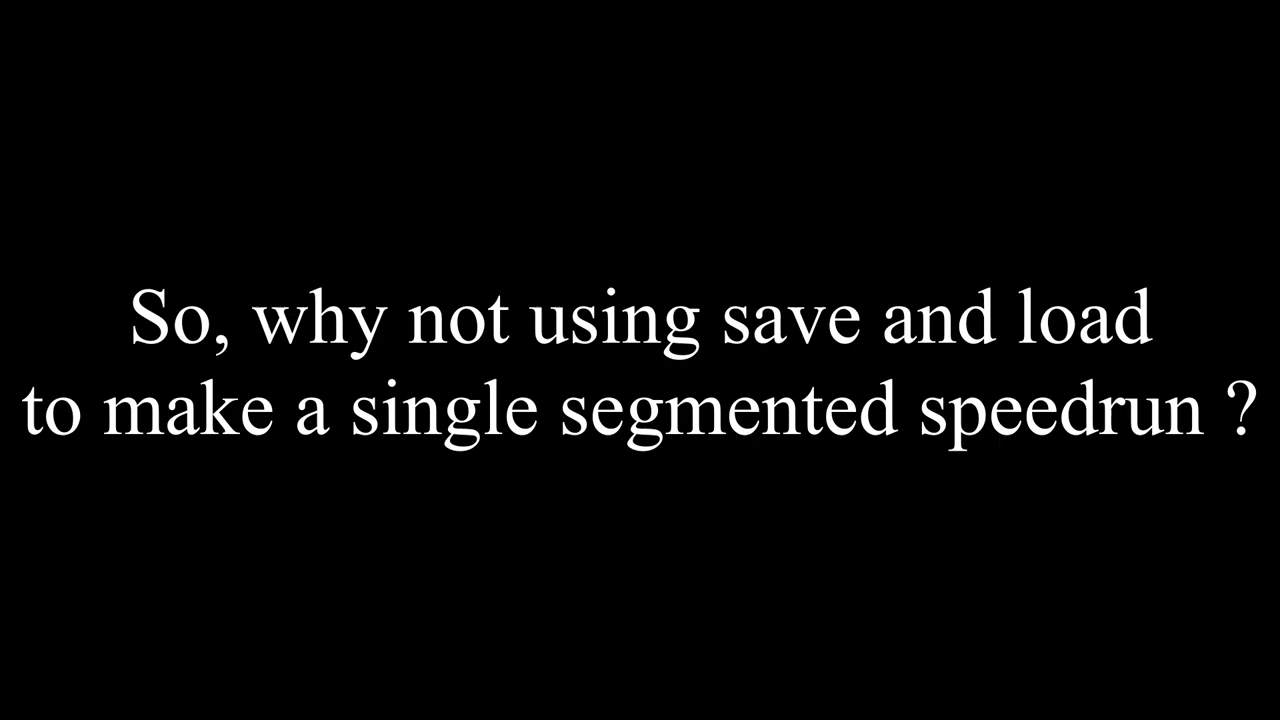 So, why not using save and load
to make a single segmented speedrun ?